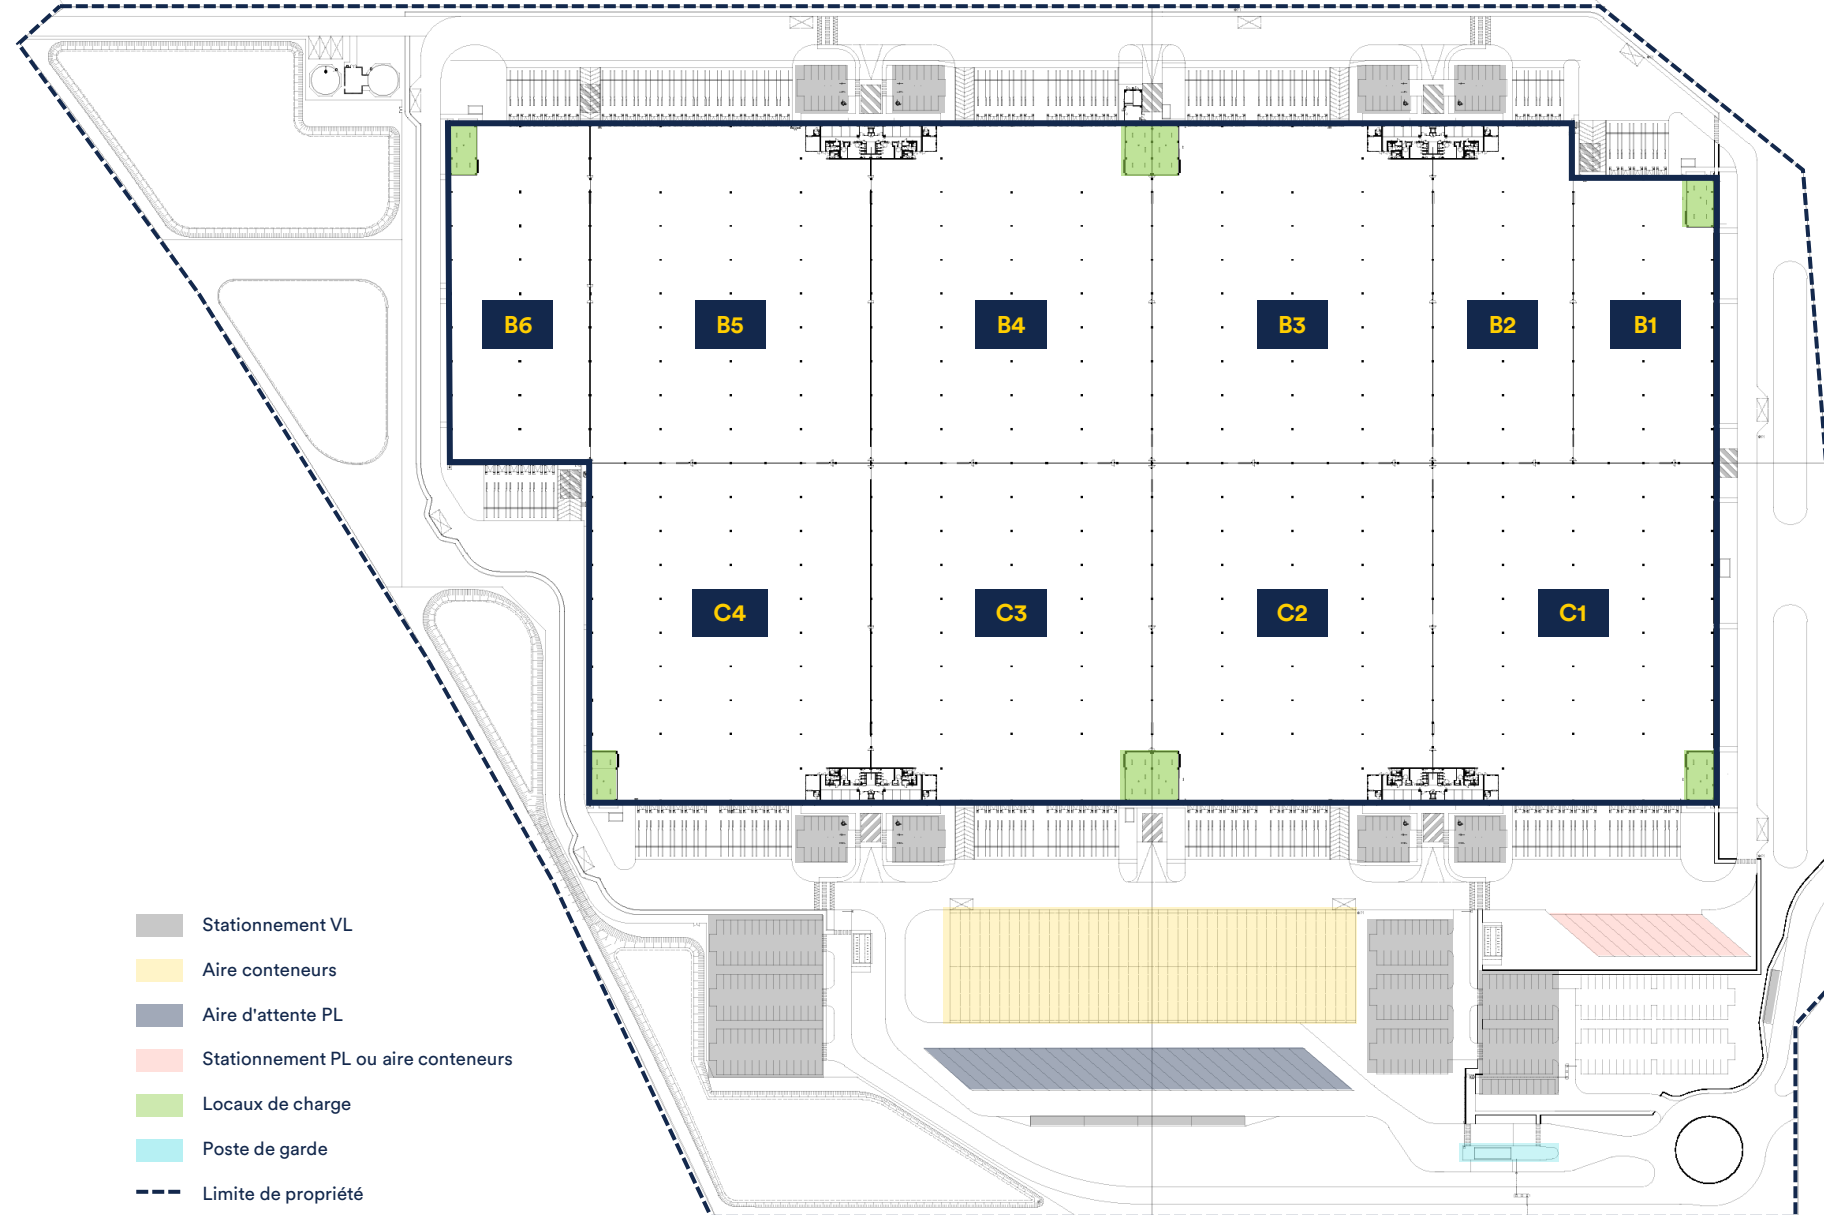 B6
B5
B4
B3
B2
B1
C4
C3
C2
C1
Stationnement VL
Aire conteneurs
Aire d'attente PL
Stationnement PL ou aire conteneurs
Locaux de charge
Poste de garde
Limite de propriété